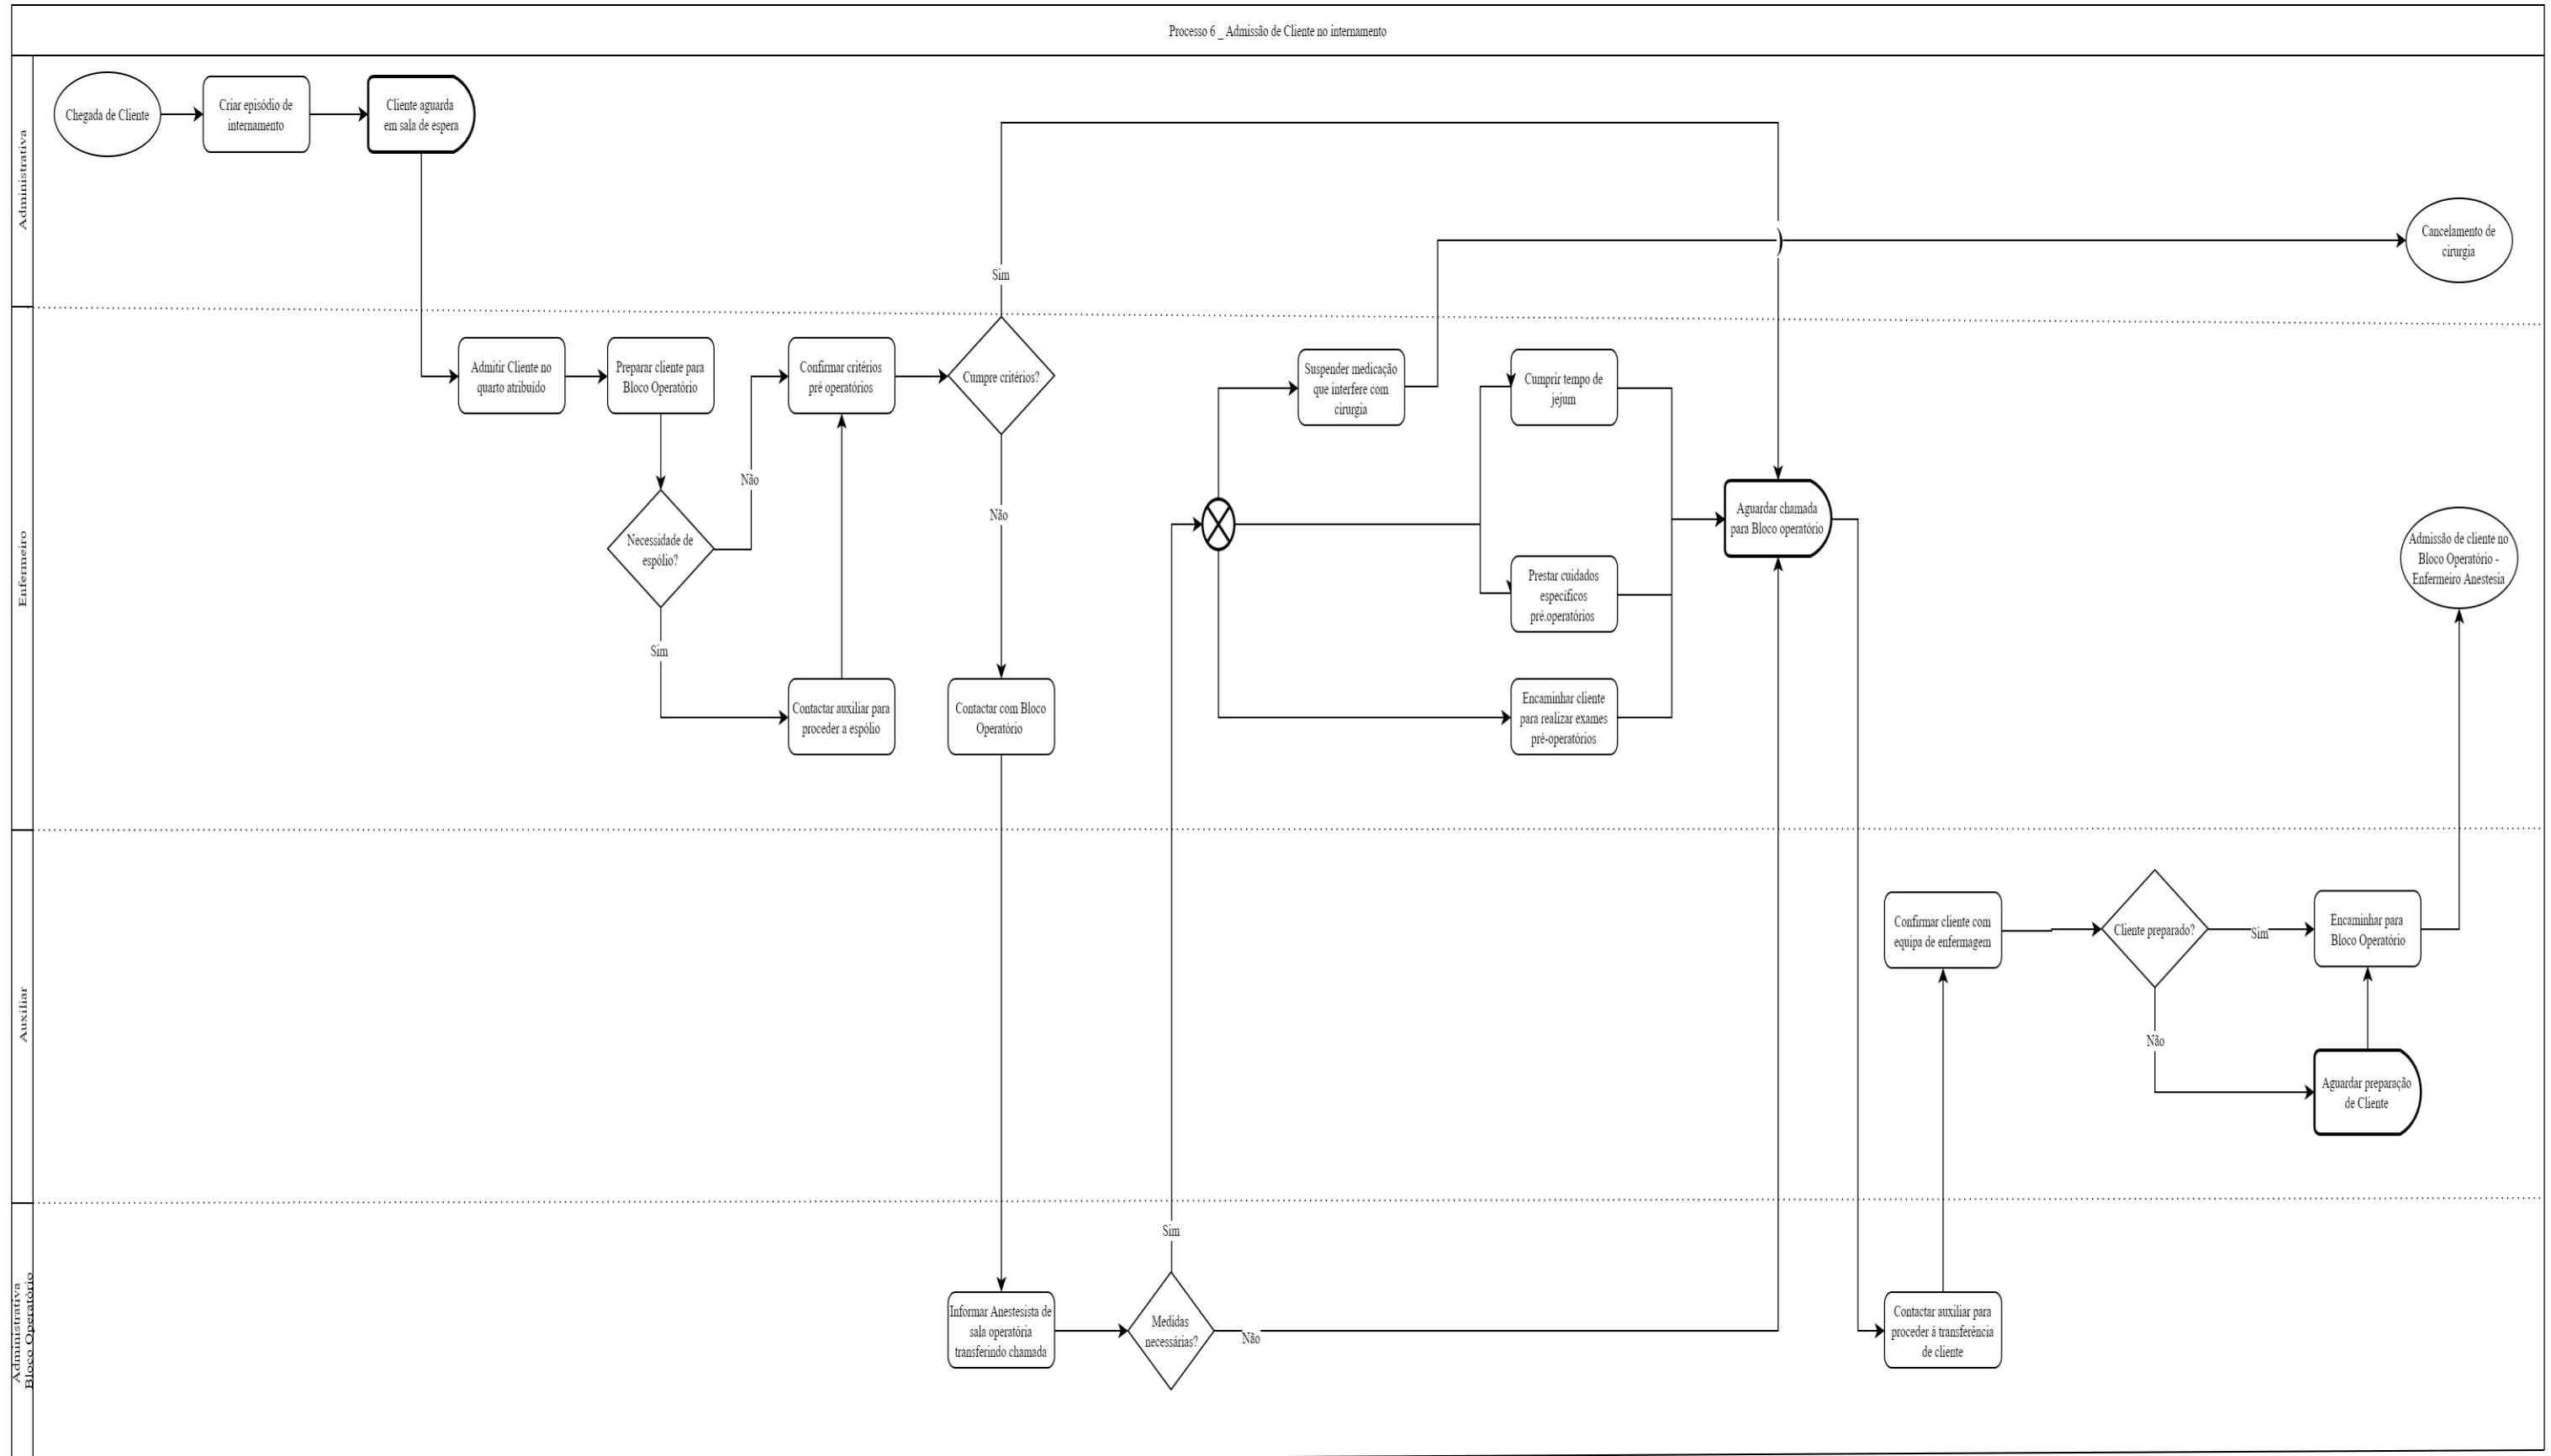 Processo 6 _ Admissão de Cliente no internamento
Administrativa
Chegada de Cliente
Criar episódio de
internamento
Cliente aguarda
em sala de espera
Sim
Cancelamento de
cirurgia
Enfermeiro
Admitir Cliente no
quarto atribuído
Preparar cliente para
Bloco Operatório
Necessidade de
espólio?
Não
Sim
Contactar auxiliar para
proceder a espólio
Confirmar critérios
pré operatórios
Cumpre critérios?
Não
Contactar com Bloco
Operatório
Suspender medicação
que interfere com
cirurgia
Cumprir tempo de
jejum
Prestar cuidados
específicos
pré.operatórios
Encaminhar cliente
para realizar exames
pré-operatórios
Aguardar chamada
para Bloco operatório
Admissão de cliente no
Bloco Operatório -
Enfermeiro Anestesia
Auxiliar
Confirmar cliente com
equipa de enfermagem
Cliente preparado?
Sim
Encaminhar para
Bloco Operatório
Não
Aguardar preparação
de Cliente
Administrativa
Bloco Operatório
Informar Anestesista de
sala operatória
transferindo chamada
Sim
Medidas
necessárias?
Não
Contactar auxiliar para
proceder à transferência
de cliente